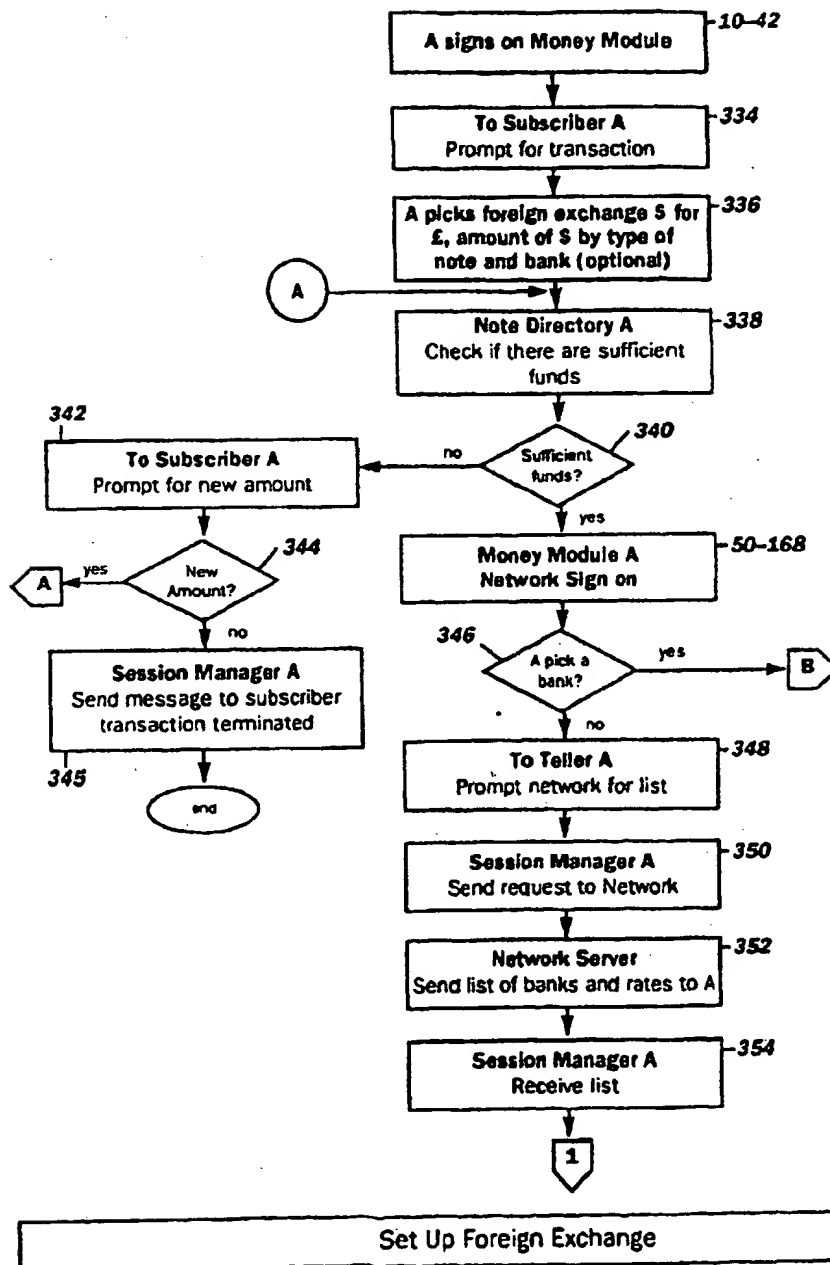 A signs on Money Module
10-42
To Subscriber A
Prompt for transaction
334
A picks foreign exchange $ for
£, amount of $ by type of
note and bank (optional)
336
A
Note Directory A
Check if there are sufficient
funds
338
Sufficient
funds?
340
no
yes
342
To Subscriber A
Prompt for new amount
New
Amount?
344
yes
A
no
Session Manager A
Send message to subscriber
transaction terminated
345
end
Money Module A
Network Sign on
50-168
346
A pick a
bank?
yes
B
no
To Teller A
Prompt network for list
348
Session Manager A
Send request to Network
350
Network Server
Send list of banks and rates to A
352
Session Manager A
Receive list
354
1
Set Up Foreign Exchange